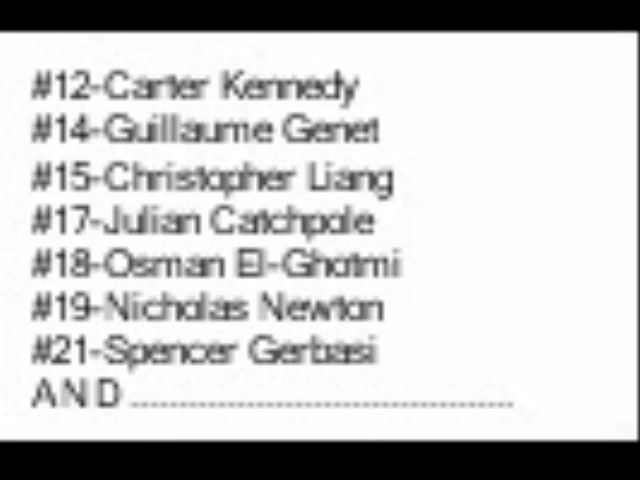 #12-Carter Kennedy
#14-Guillaume Genet
#15-Christopher Liang
#17-Julian Catchpole
#18-Osman El-Ghotmi
#19-Nicholas Newton
#21-Spencer Gerbasi
AND .......................................